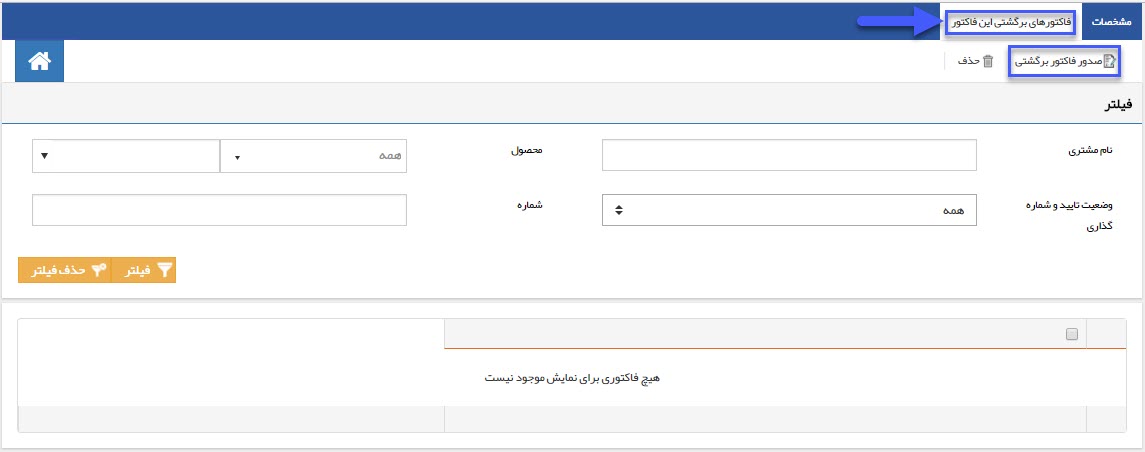 مشخصات
فاکتورهای برگشتی این فاکتور
صدور فاکتور برگشتی
حذف
فیلتر
نام مشتری
محصول
همه
وضعیت تایید و شماره
گذاری
همه
شماره
فیلتر
حذف فیلتر
هیچ فاکتوری برای نمایش موجود نیست